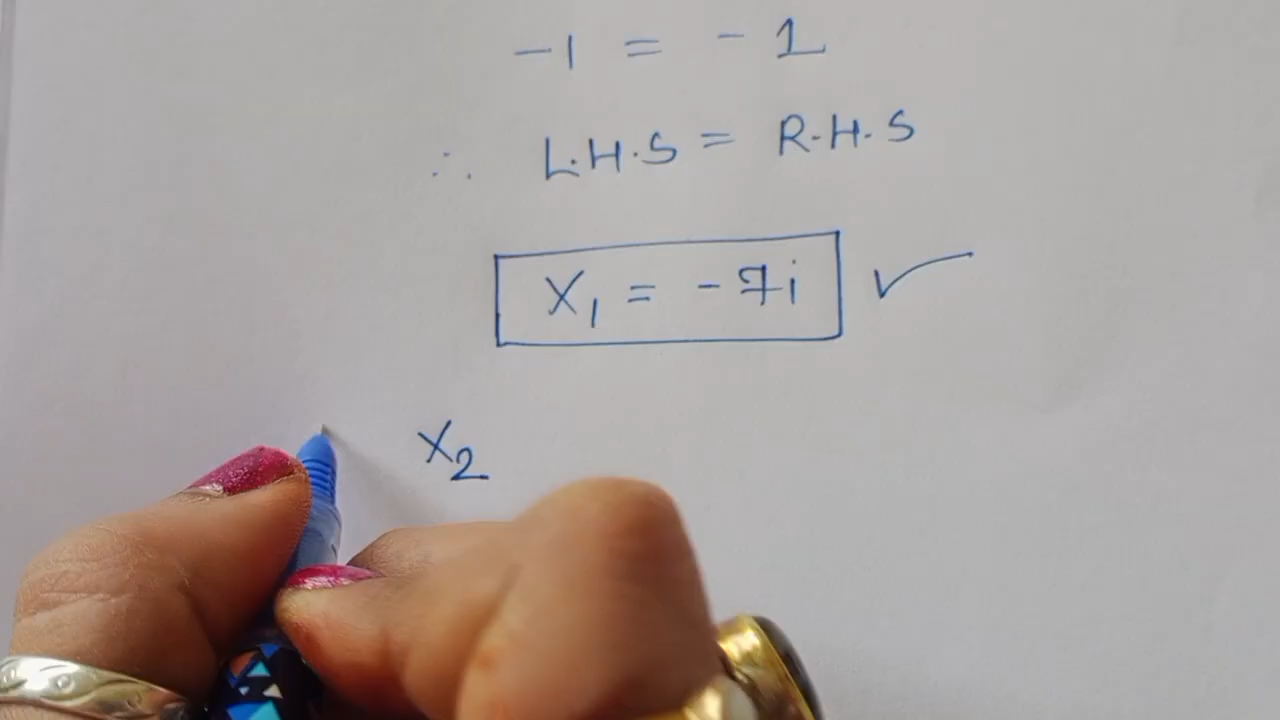 -1 = -1
∴ L.H.S = R.H.S
X₁ = -7i ✓
X₂